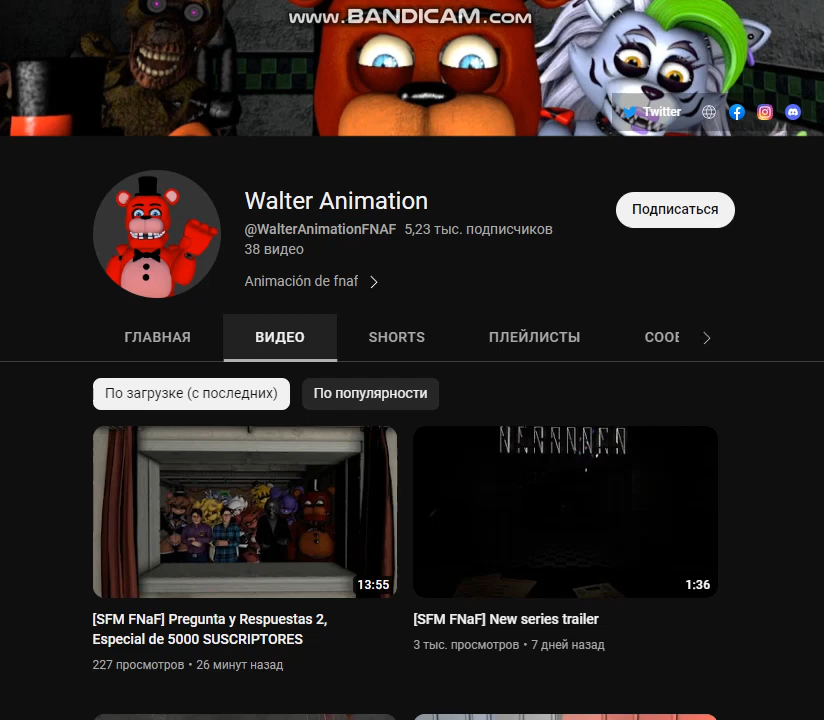 www.BANDICAM.com
Twitter
Walter Animation
@WalterAnimationFNAF 5,23 тыс. подписчиков
38 видео
Подписаться
Animación de fnaf
ГЛАВНАЯ ВИДЕО SHORTS ПЛЕЙЛИСТЫ СООБ
По загрузке (с последних) По популярности
13:55
1:36
[SFM FNaF] Pregunta y Respuestas 2,
Especial de 5000 SUSCRIPTORES
227 просмотров • 26 минут назад
[SFM FNaF] New series trailer
3 тыс. просмотров • 7 дней назад